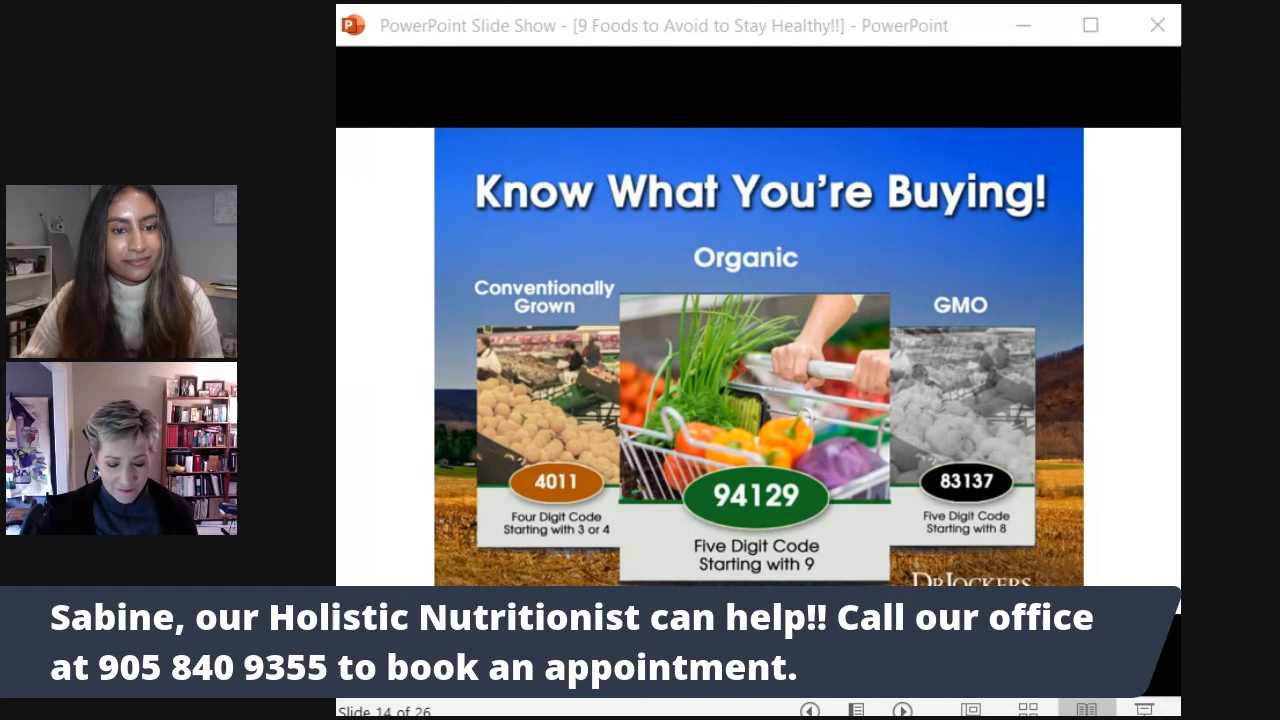 PowerPoint Slide Show - [9 Foods to Avoid to Stay Healthy!!] - PowerPoint
Know What You're Buying!
Organic
Conventionally
Grown
GMO
4011
94129
83137
Four Digit Code
Starting with 3 or 4
Five Digit Code
Starting with 9
Five Digit Code
Starting with 8
DRJOCKERS
Sabine, our Holistic Nutritionist can help!! Call our office
at 905 840 9355 to book an appointment.
Slide 14 of 26